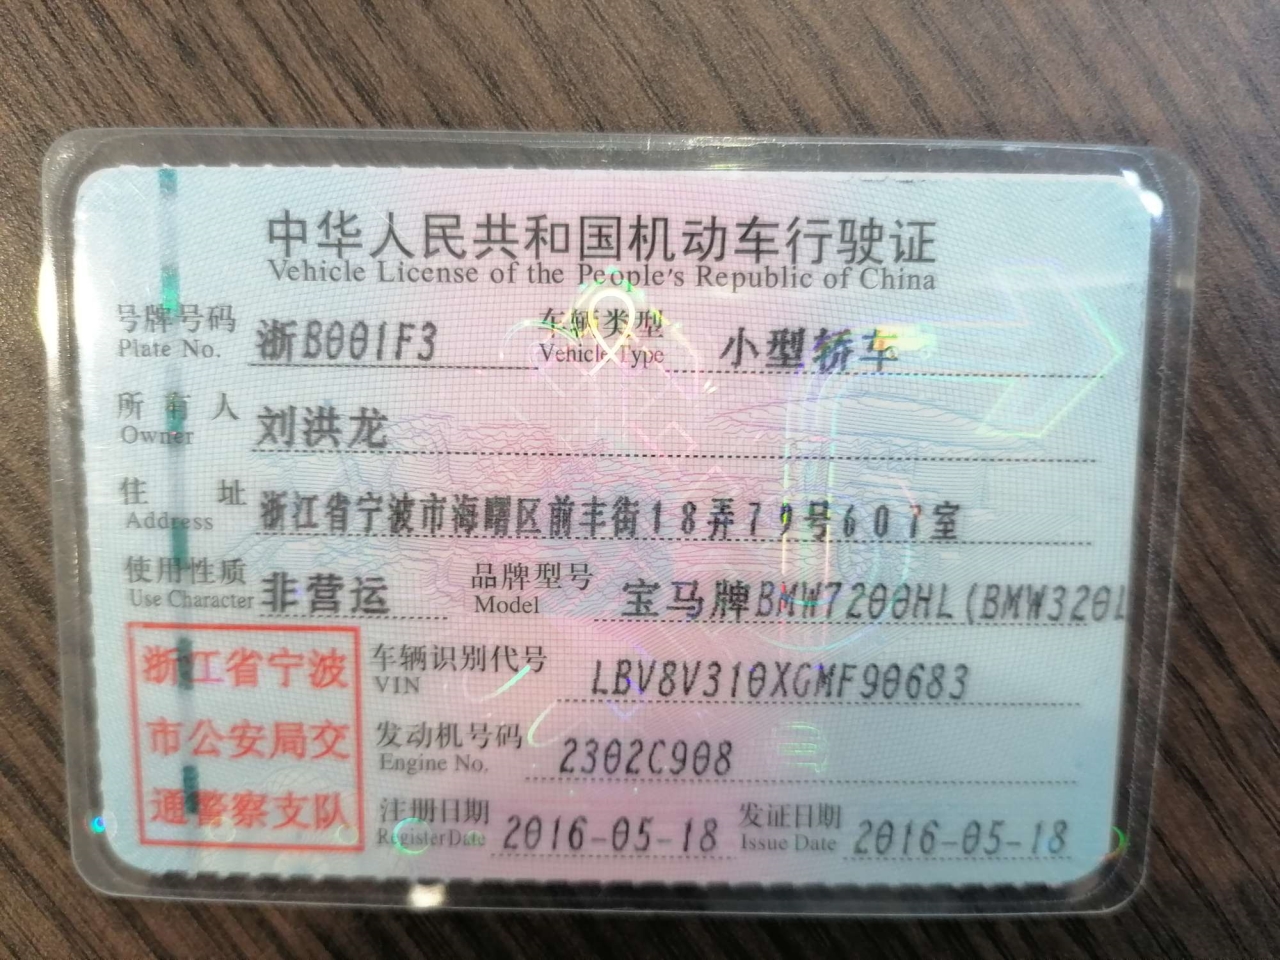 中华人民共和国机动车行驶证
Vehicle License of the People's Republic of China
号牌号码 浙B001F3 车辆类型 小型轿车
Plate No. Vehicle Type
所有人 刘洪龙
Owner
住址 浙江省宁波市海曙区前丰街18弄79号607室
Address
使用性质 非营运 品牌型号 宝马牌BMW7200HL(BMW320L
Use Character Model
浙江省宁波
市公安局交
通警察支队
车辆识别代号 LBV8V310XGMF90683
VIN
发动机号码 2302C908
Engine No.
注册日期 2016-05-18 发证日期 2016-05-18
Register Date Issue Date